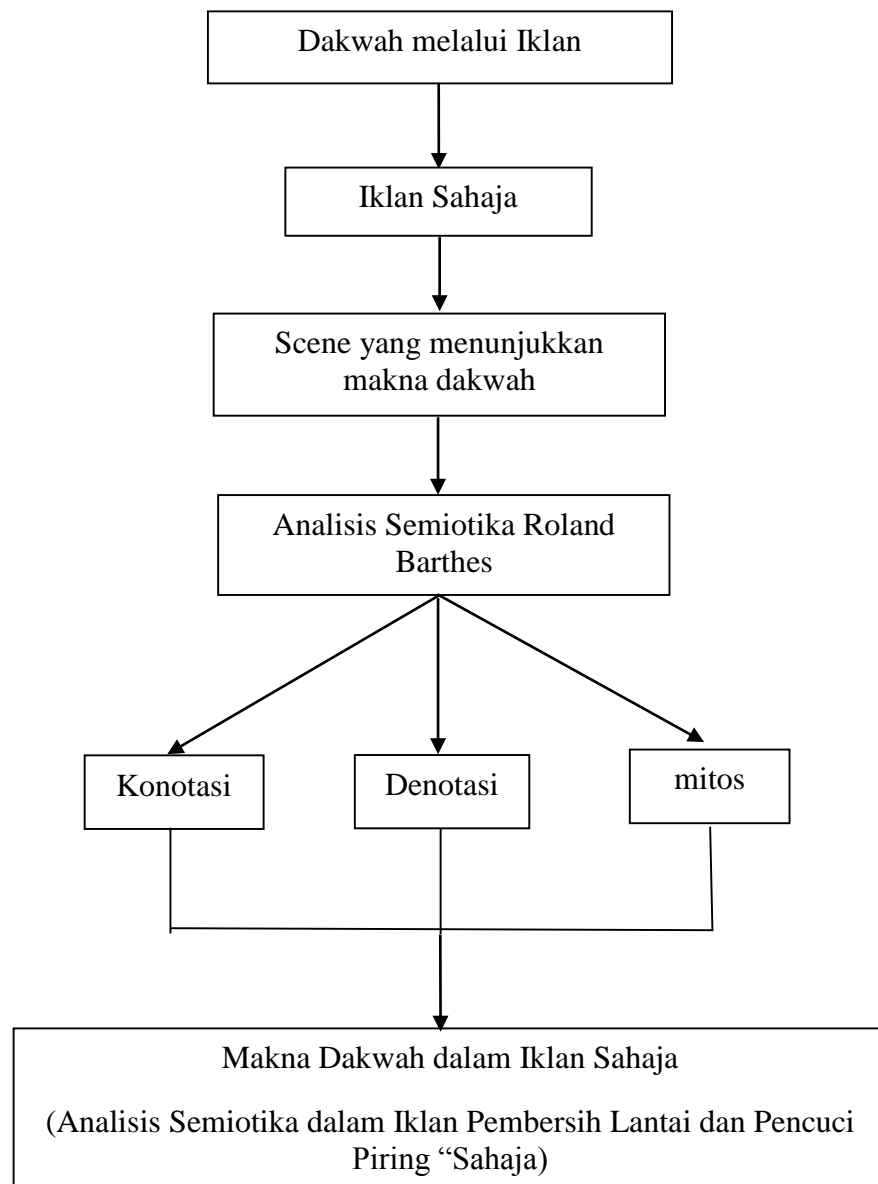 Dakwah melalui Iklan
Iklan Sahaja
Scene yang menunjukkan
makna dakwah
Analisis Semiotika Roland
Barthes
Konotasi
Denotasi
mitos
Makna Dakwah dalam Iklan Sahaja
(Analisis Semiotika dalam Iklan Pembersih Lantai dan Pencuci
Piring “Sahaja)